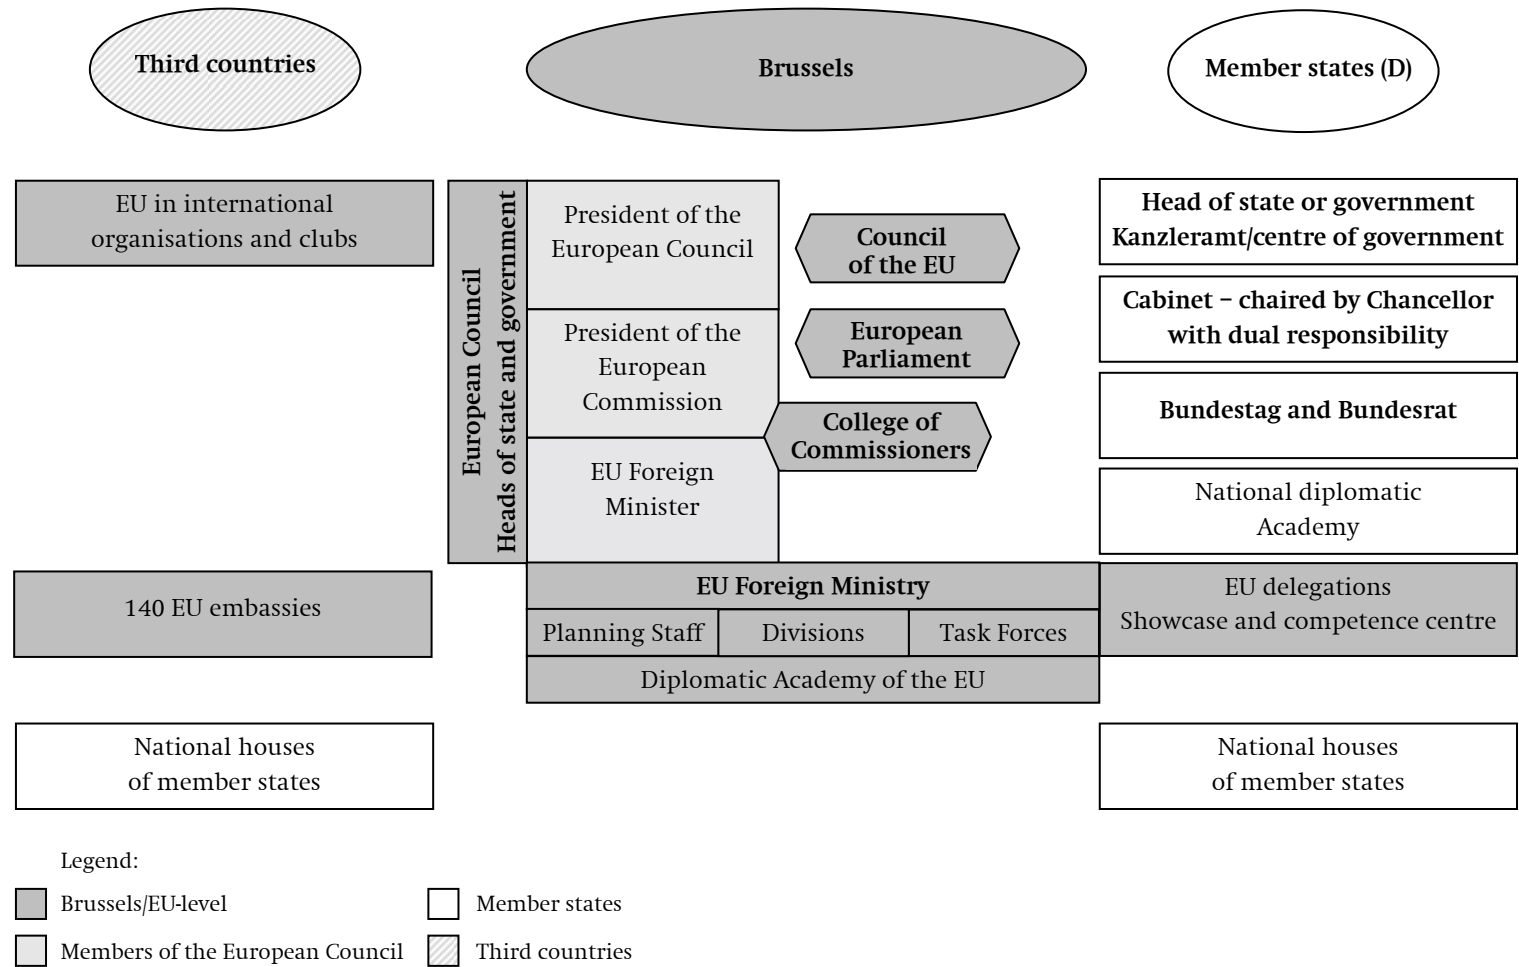 Third countries
Brussels
Member states (D)
EU in international
organisations and clubs
140 EU embassies
National houses
of member states
European Council
Heads of state and government
President of the
European Council
President of the
European
Commission
EU Foreign
Minister
Council
of the EU
European
Parliament
College of
Commissioners
EU Foreign Ministry
Planning Staff
Divisions
Task Forces
Diplomatic Academy of the EU
Head of state or government
Kanzleramt/centre of government
Cabinet – chaired by Chancellor
with dual responsibility
Bundestag and Bundesrat
National diplomatic
Academy
EU delegations
Showcase and competence centre
National houses
of member states
Legend:
Brussels/EU-level
Member states
Members of the European Council
Third countries